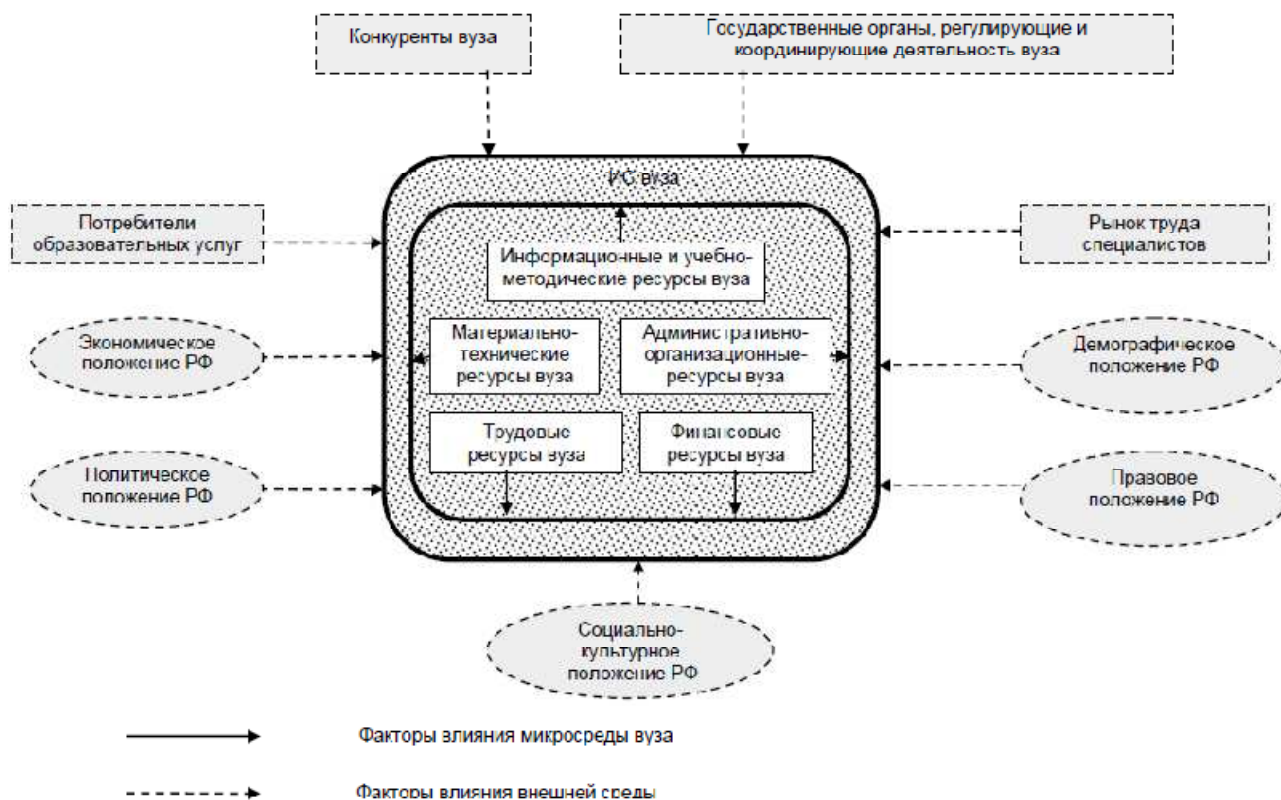 Конкуренты вуза
Государственные органы, регулирующие и
координирующие деятельность вуза
ИС вуза
Потребители
образовательных услуг
Рынок труда
специалистов
Информационные и учебно-
методические ресурсы вуза
Экономическое
положение РФ
Материально-
технические
ресурсы вуза
Административно-
организационные-
ресурсы вуза
Демографическое
положение РФ
Трудовые
ресурсы вуза
Финансовые
ресурсы вуза
Политическое
положение РФ
Правовое
положение РФ
Социально-
культурное
положение РФ
Факторы влияния микросреды вуза
Факторы влияния внешней среды